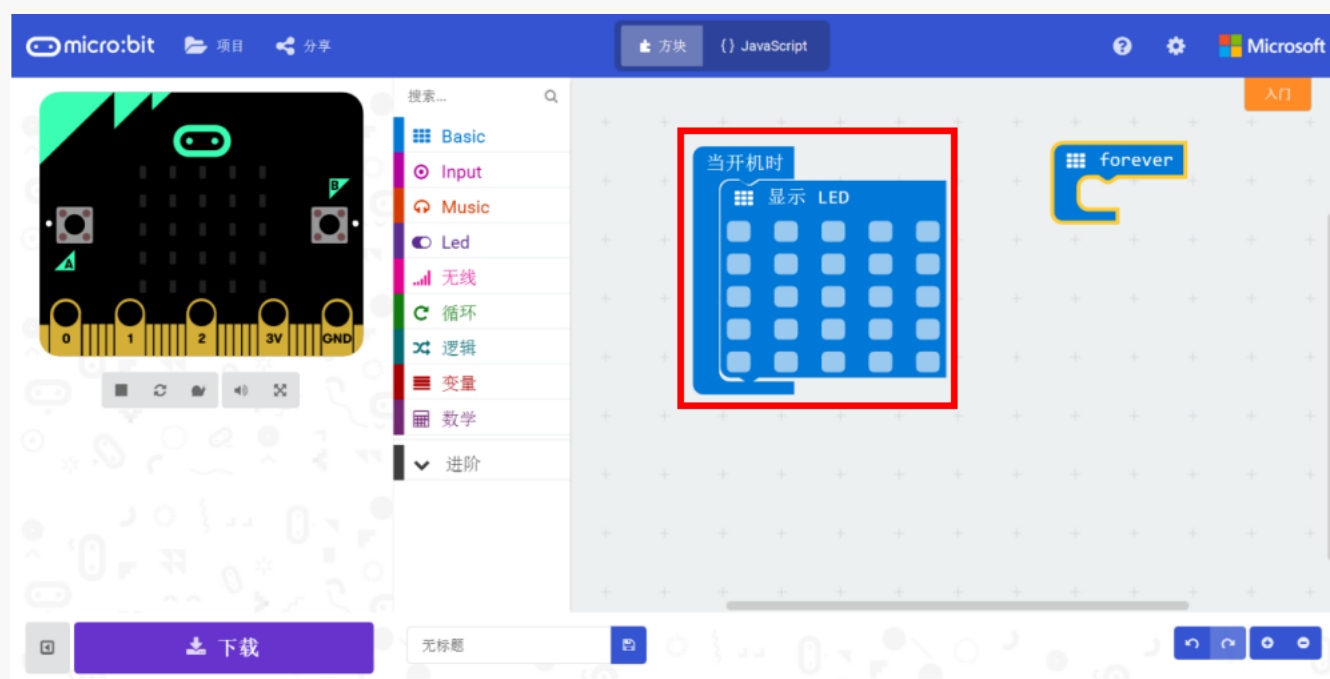 micro:bit 项目 分享 方块 {} JavaScript Microsoft
入门
搜索...
Basic
Input
Music
Led
无线
循环
逻辑
变量
数学
进阶
B
A
0 1 2 3V GND
当开机时
显示 LED
forever
下载
无标题